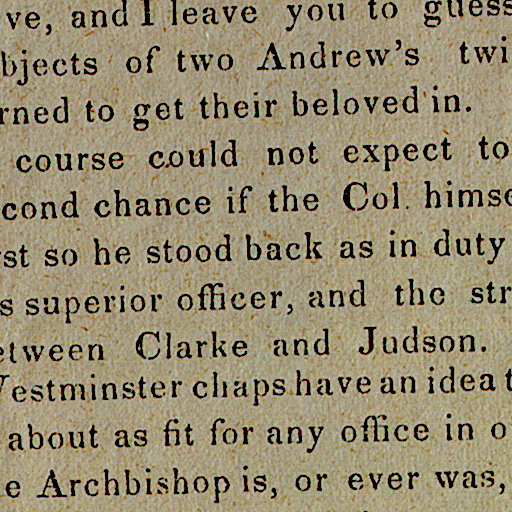 ve, and I leave you to guess
bjects of two Andrew's twi
rned to get their beloved in.
course could not expect to
cond chance if the Col. himse
rst so he stood back as in duty
s superior officer, and the str
etween Clarke and Judson.
Westminster chaps have an idea t
about as fit for any office in o
e Archbishop is, or ever was,